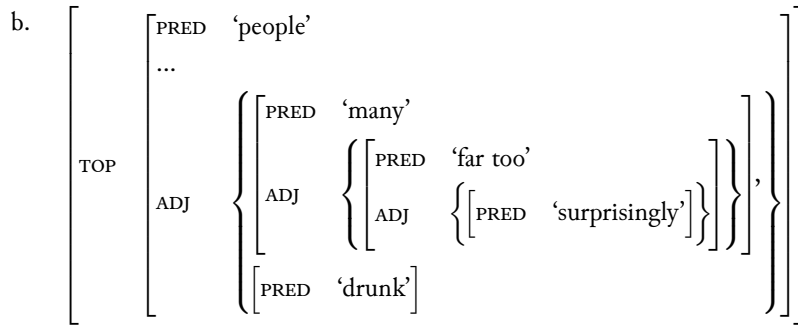 b.
PRED ‘people’
...
PRED ‘many’
PRED ‘far too’
TOP
ADJ
ADJ
ADJ
PRED ‘surprisingly’
,
PRED ‘drunk’